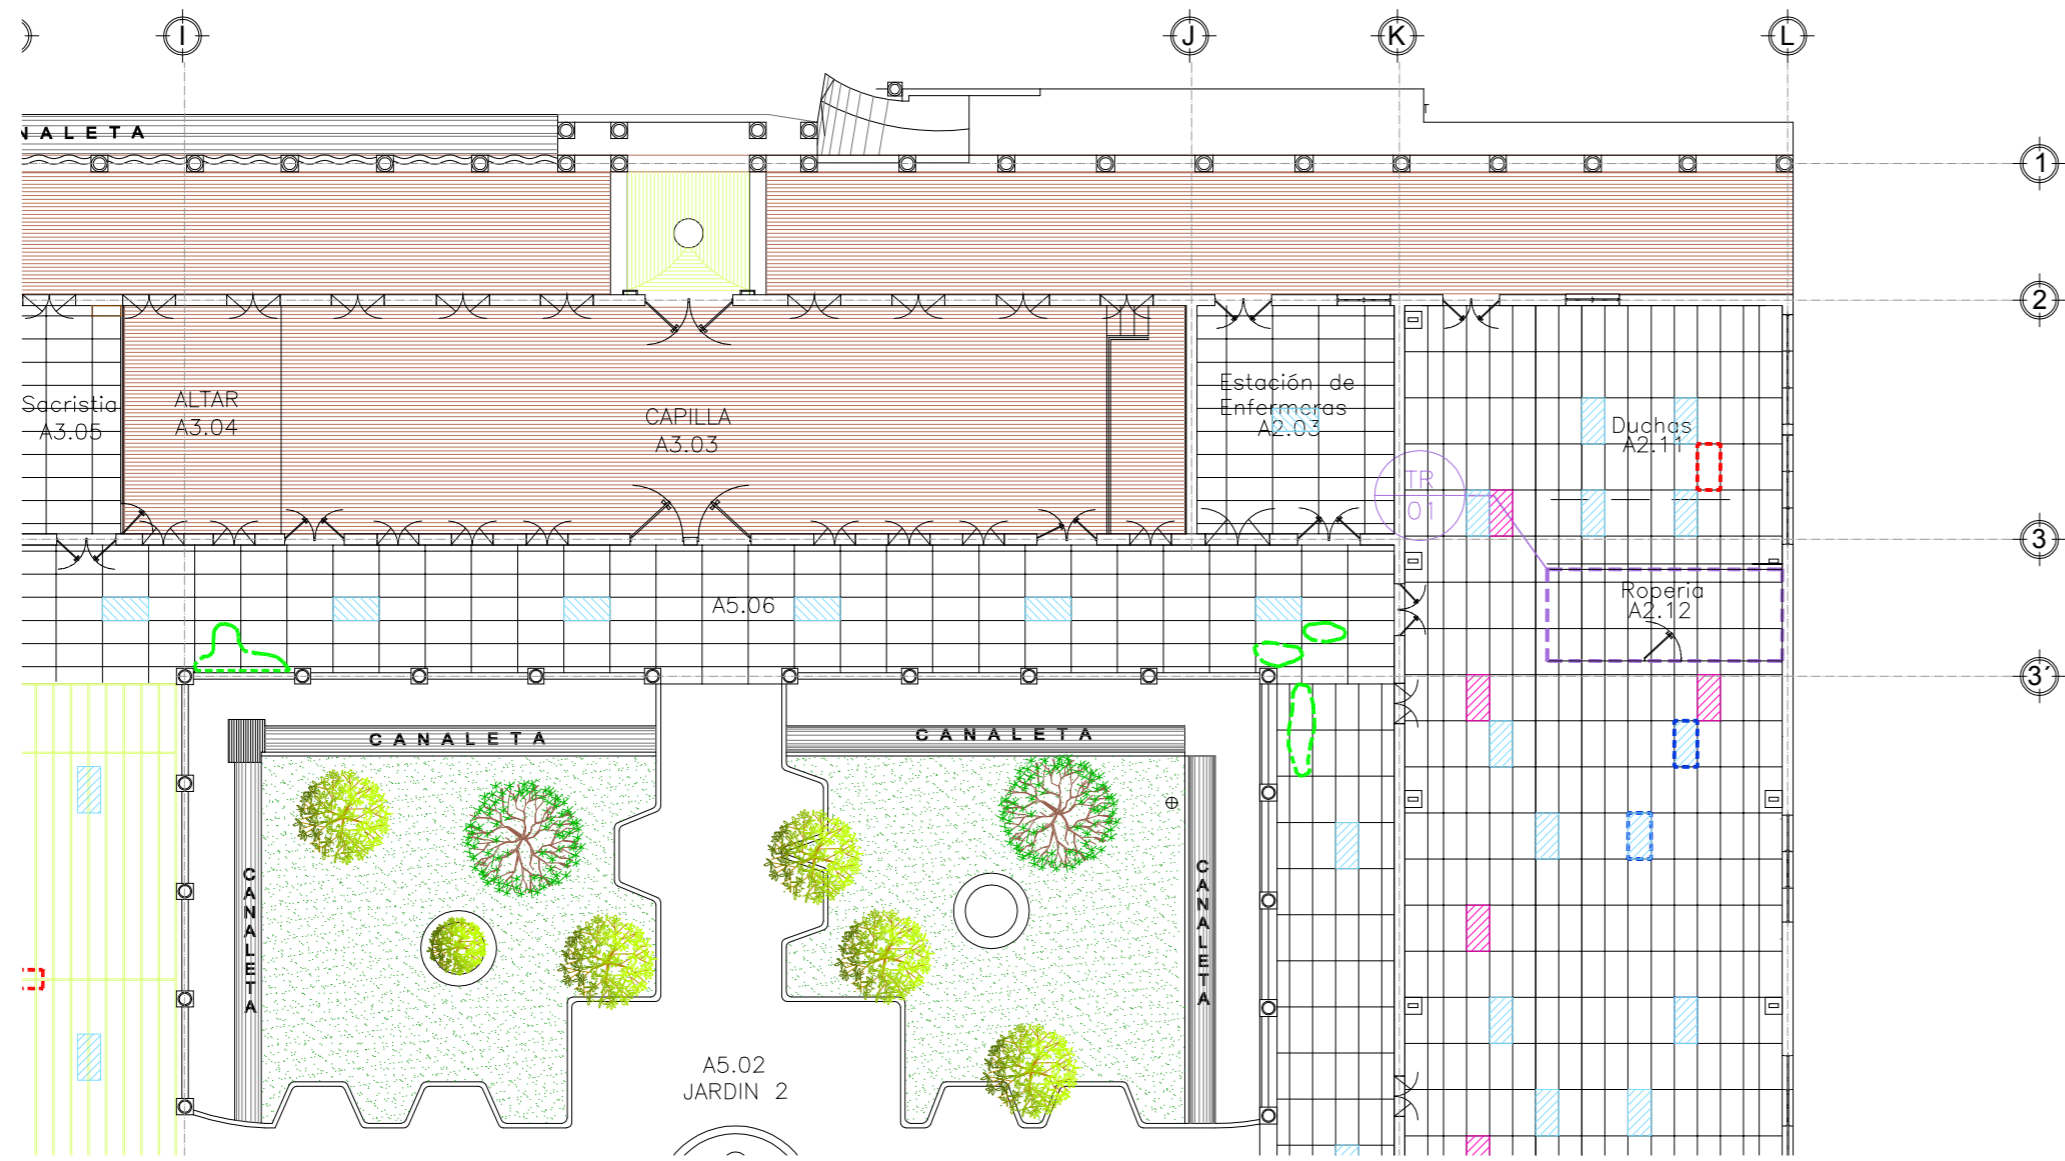 I
J
K
L
NALETA
1
2
Sacristia
A3.05
ALTAR
A3.04
CAPILLA
A3.03
Estación de
Enfermeras
A2.03
Duchas
A2.11
TR
01
3
Roperia
A2.12
A5.06
3´
CANALETA
CANALETA
CANALETA
CANALETA
A5.02
JARDIN 2